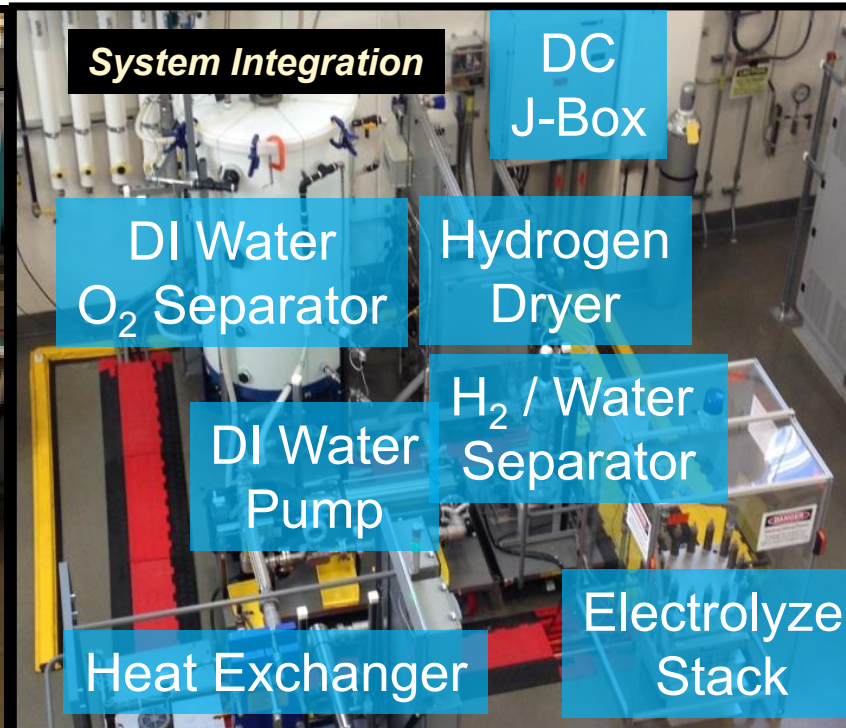 System Integration
DC
J-Box
DI Water
O₂ Separator
Hydrogen
Dryer
H₂ / Water
Separator
DI Water
Pump
DANGER
Heat Exchanger
Electrolyze
Stack